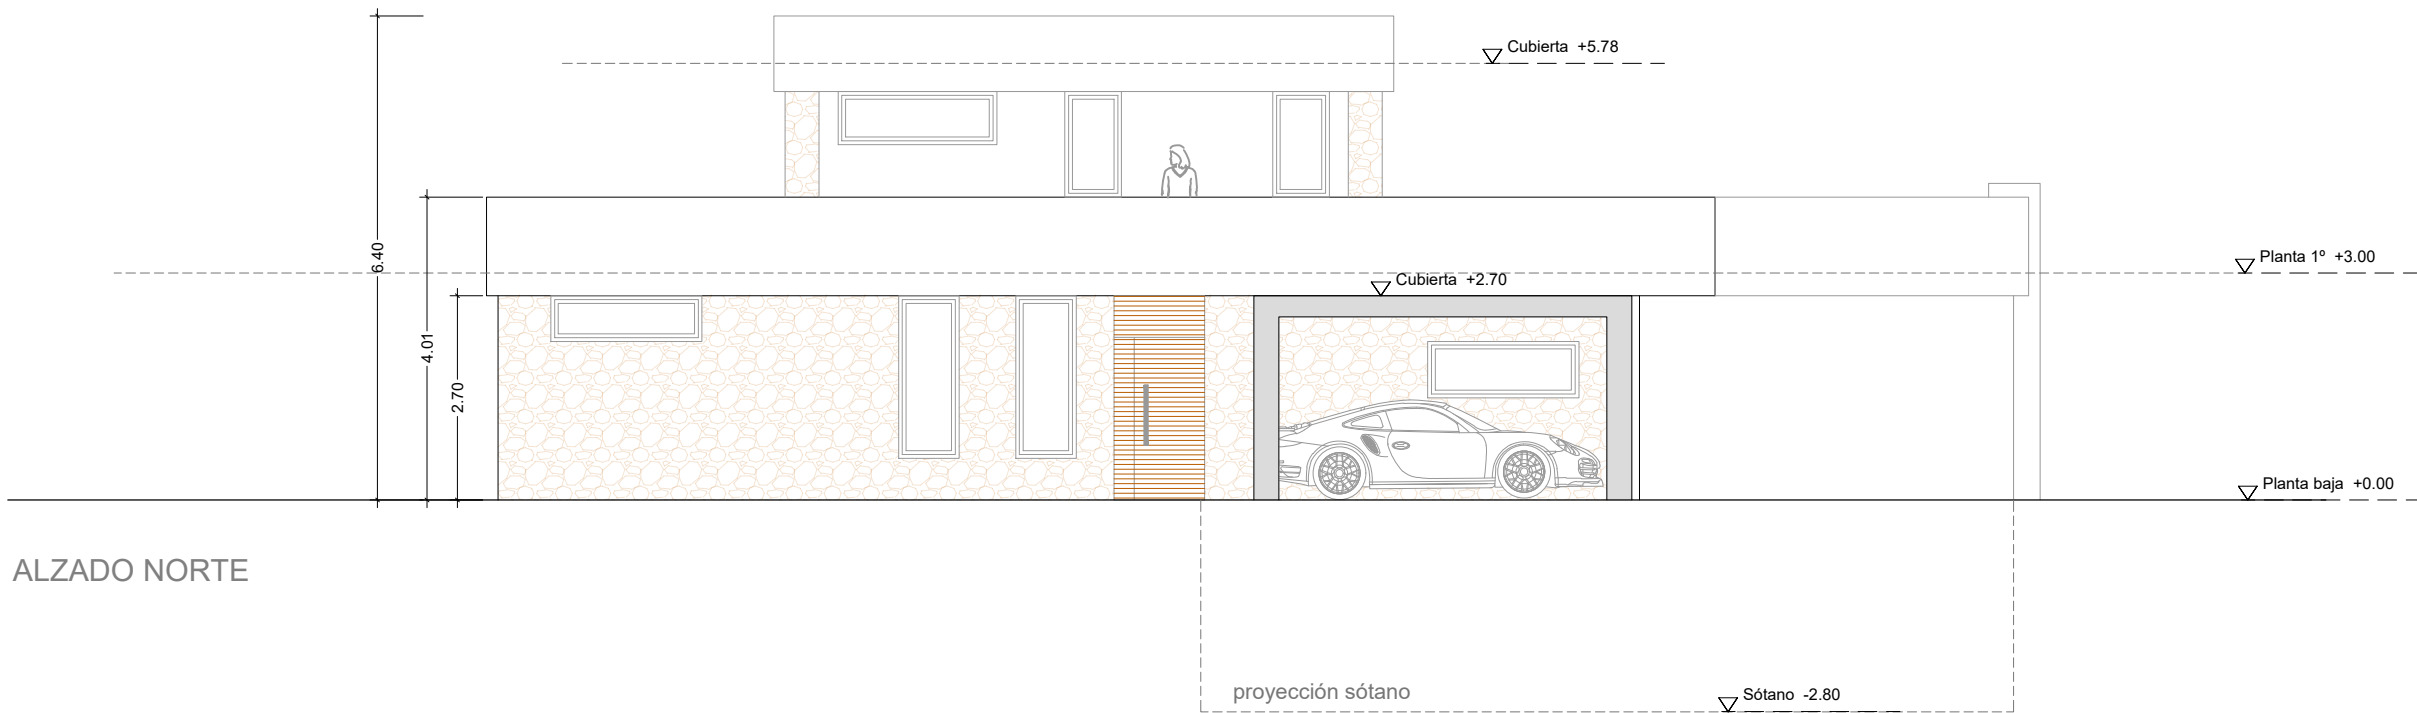 Cubierta +5.78
6.40
Planta 1º +3.00
Cubierta +2.70
4.01
2.70
Planta baja +0.00
ALZADO NORTE
proyección sótano
Sótano -2.80